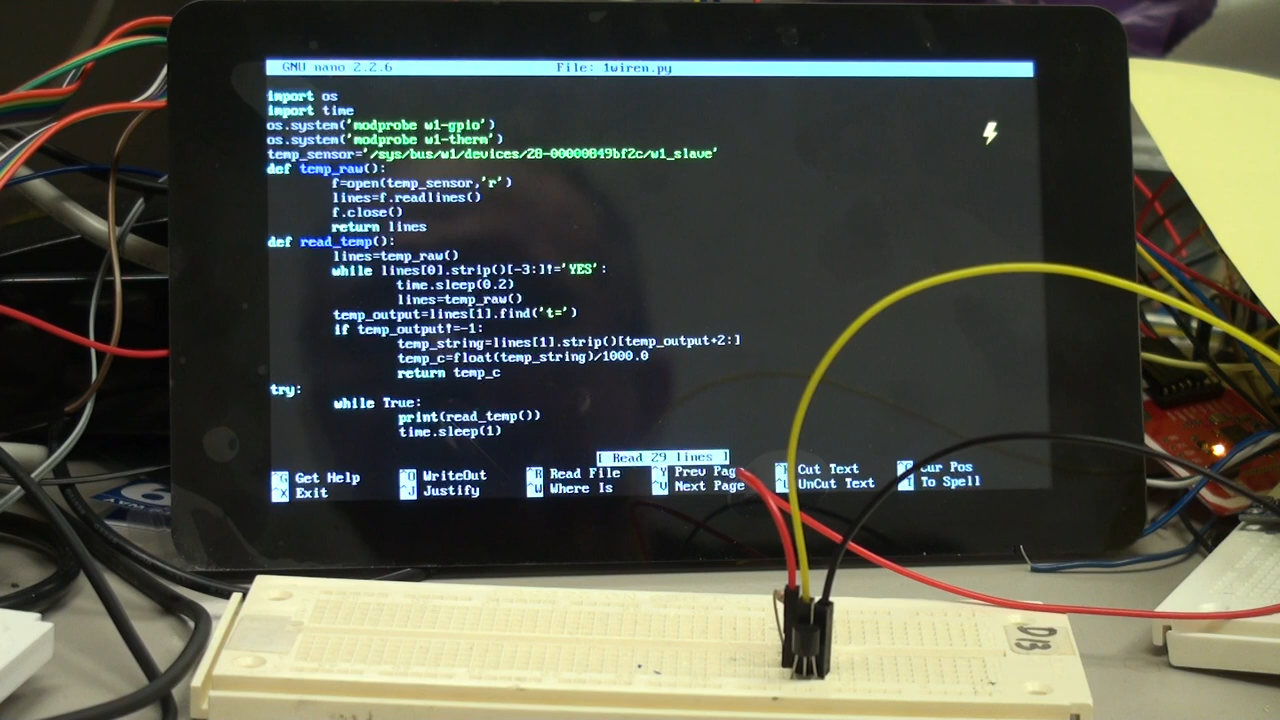 GNU nano 2.2.6 File: 1wiren.py
import os
import time
os.system('modprobe w1-gpio')
os.system('modprobe w1-therm')
temp_sensor='/sys/bus/w1/devices/28-00000849bf2c/w1_slave'
def temp_raw():
f=open(temp_sensor,'r')
lines=f.readlines()
f.close()
return lines
def read_temp():
lines=temp_raw()
while lines[0].strip()[-3:]!='YES':
time.sleep(0.2)
lines=temp_raw()
temp_output=lines[1].find('t=')
if temp_output!=-1:
temp_string=lines[1].strip()[temp_output+2:]
temp_c=float(temp_string)/1000.0
return temp_c
try:
while True:
print(read_temp())
time.sleep(1)
[ Read 29 lines ]
^G Get Help ^O WriteOut ^R Read File ^Y Prev Pag ^K Cut Text ^C Cur Pos
^X Exit ^J Justify ^W Where Is ^V Next Page ^U UnCut Text ^T To Spell
DB